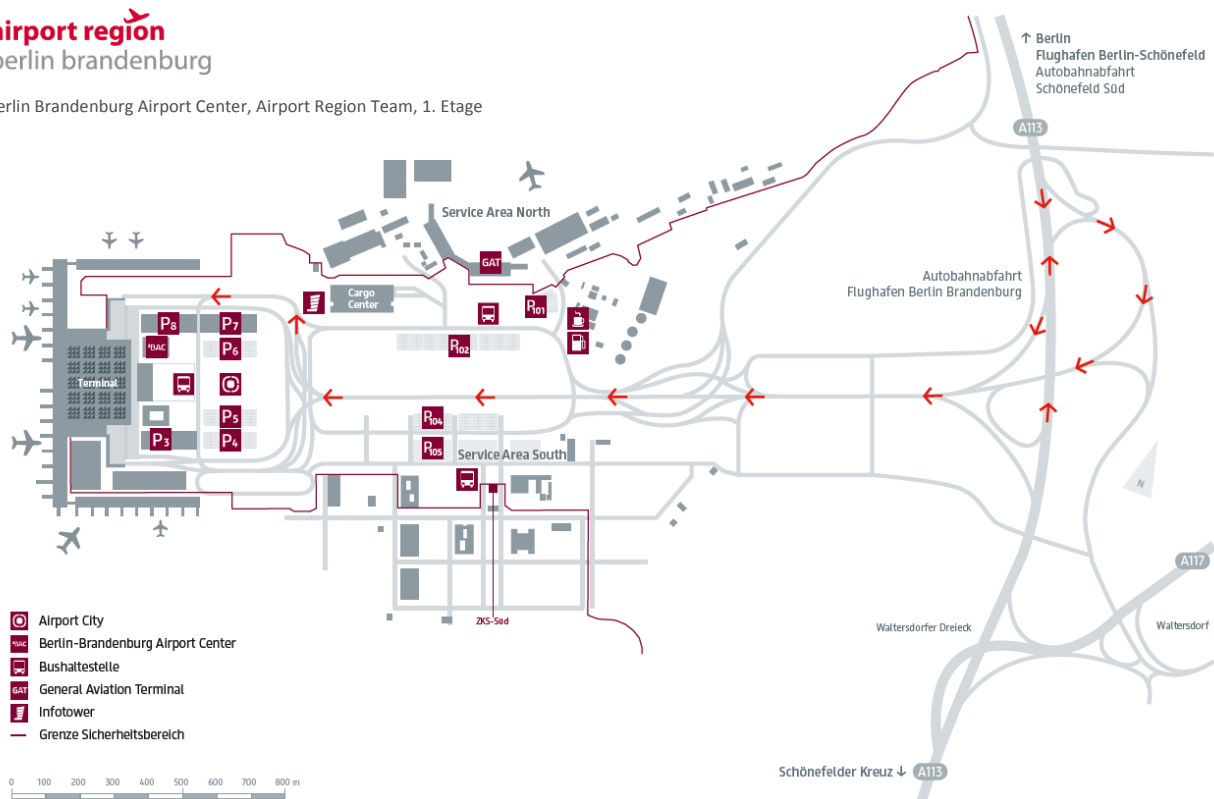 airport region
berlin brandenburg
erlin Brandenburg Airport Center, Airport Region Team, 1. Etage
↑ Berlin
Flughafen Berlin-Schönefeld
Autobahnabfahrt
Schönefeld Süd
A113
Service Area North
GAT
Autobahnabfahrt
Flughafen Berlin Brandenburg
Cargo
Center
P101
P8
P7
P102
P6
BAC
Terminal
P5
P104
P3
P4
P105
Service Area South
N
A117
ZKS-Süd
Waltersdorfer Dreieck
Waltersdorf
Airport City
BAC
Berlin-Brandenburg Airport Center
Bushaltestelle
GAT
General Aviation Terminal
Infotower
Grenze Sicherheitsbereich
Schönefelder Kreuz ↓
A113
0 100 200 300 400 500 600 700 800 m